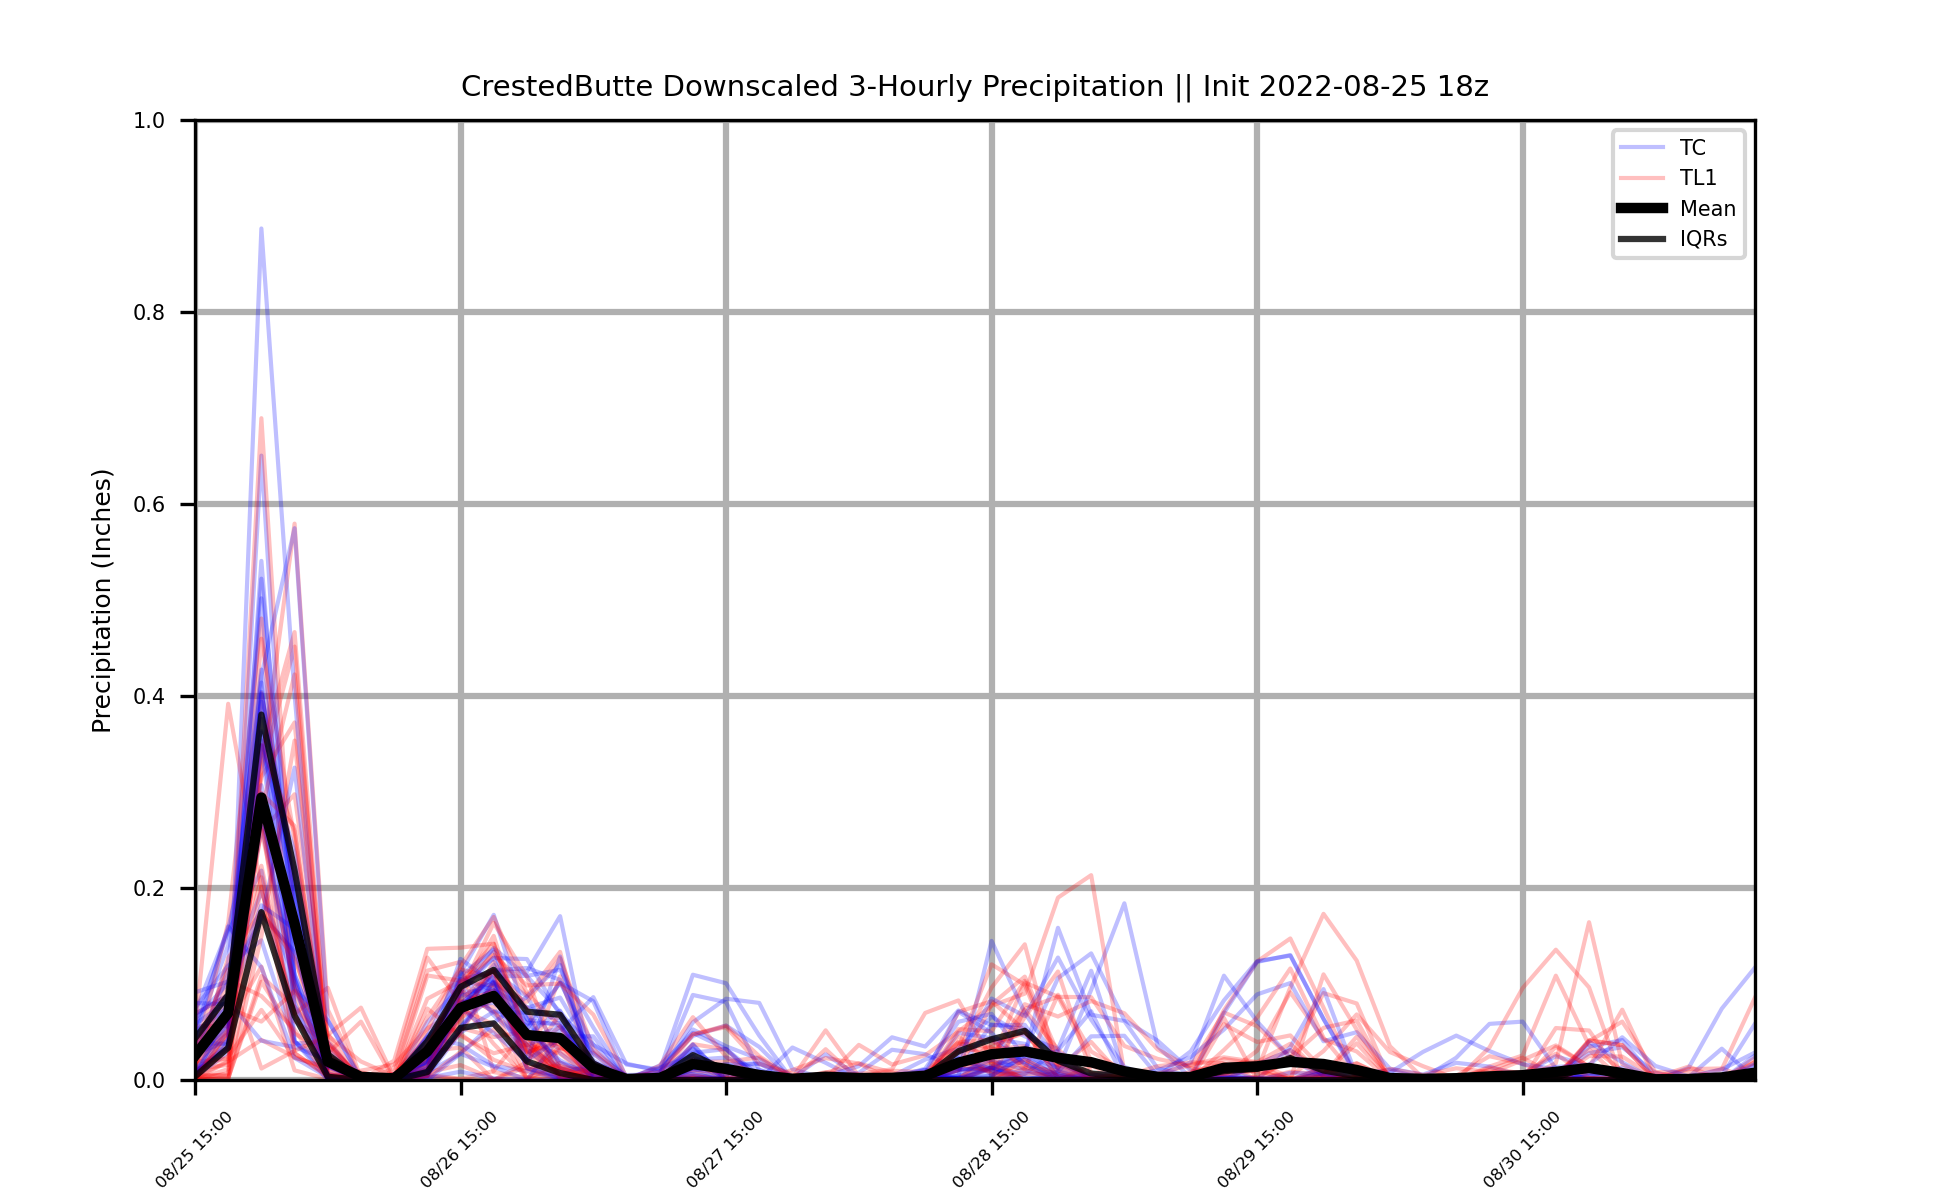 CrestedButte Downscaled 3-Hourly Precipitation || Init 2022-08-25 18z
Precipitation (Inches)
1.0
0.8
0.6
0.4
0.2
0.0
TC
TL1
Mean
IQRs
08/25 15:00
08/26 15:00
08/27 15:00
08/28 15:00
08/29 15:00
08/30 15:00